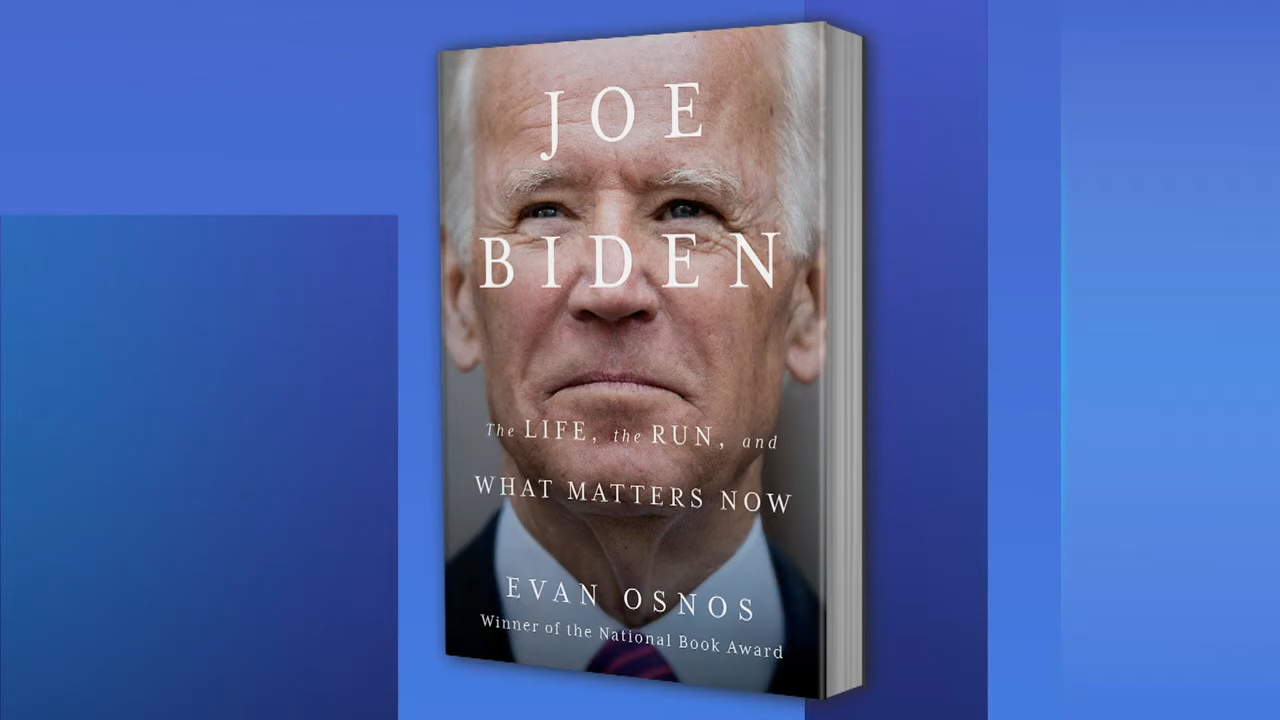 JOE
BIDEN
The LIFE, the RUN, and
WHAT MATTERS NOW
EVAN OSNOS
Winner of the National Book Award